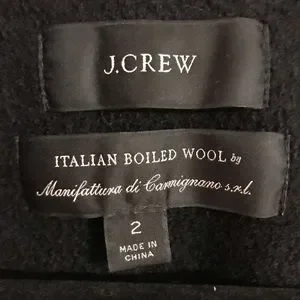 J.CREW
ITALIAN BOILED WOOL by
Manifattura di Carmignano s.r.l.
2
MADE IN
CHINA